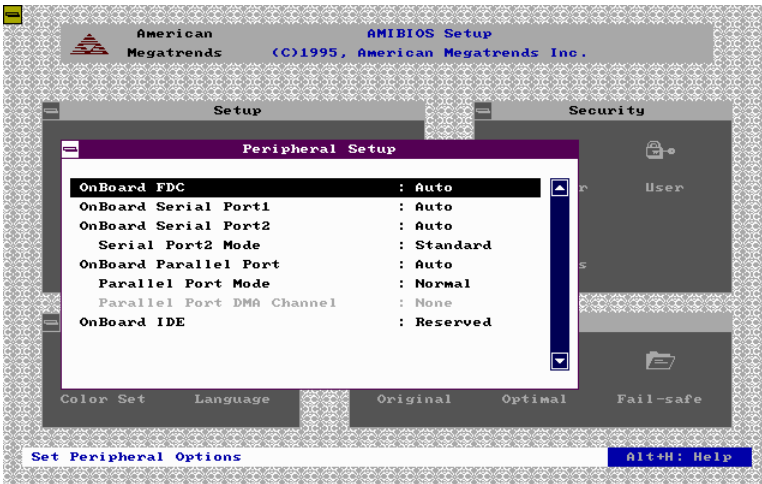 American AMIBIOS Setup
Megatrends (C)1995, American Megatrends Inc.
Setup Security
Peripheral Setup
OnBoard FDC : Auto
User
OnBoard Serial Port1 : Auto
OnBoard Serial Port2 : Auto
Serial Port2 Mode : Standard
OnBoard Parallel Port : Auto
Parallel Port Mode : Normal
Parallel Port DMA Channel : None
OnBoard IDE : Reserved
Color Set Language Original Optimal Fail-safe
Set Peripheral Options Alt+H: Help